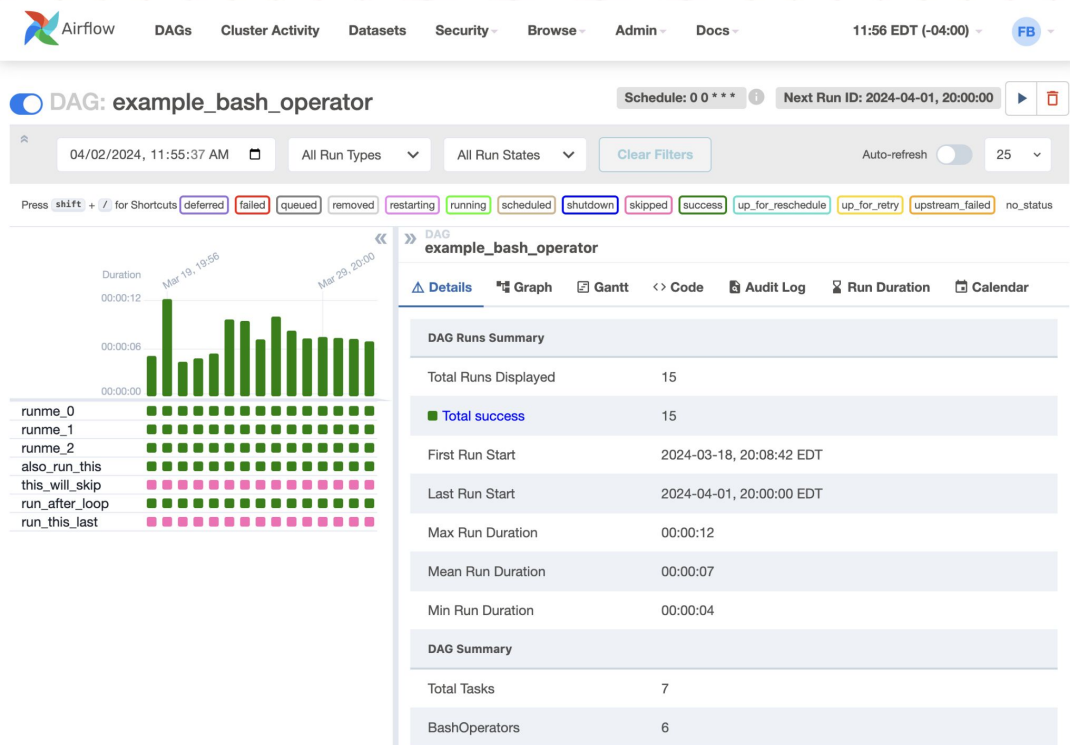 Airflow DAGs Cluster Activity Datasets Security Browse Admin Docs 11:56 EDT (-04:00) FB
DAG: example_bash_operator Schedule: 0 0 * * * i Next Run ID: 2024-04-01, 20:00:00
04/02/2024, 11:55:37 AM All Run Types All Run States Clear Filters Auto-refresh 25
Press shift + / for Shortcuts deferred failed queued removed restarting running scheduled shutdown skipped success up_for_reschedule up_for_retry upstream_failed no_status
Duration
Mar 19, 19:56
Mar 29, 20:00
00:00:12
00:00:06
00:00:00
runme_0
runme_1
runme_2
also_run_this
this_will_skip
run_after_loop
run_this_last
DAG
example_bash_operator
Details Graph Gantt Code Audit Log Run Duration Calendar
DAG Runs Summary
Total Runs Displayed 15
Total success 15
First Run Start 2024-03-18, 20:08:42 EDT
Last Run Start 2024-04-01, 20:00:00 EDT
Max Run Duration 00:00:12
Mean Run Duration 00:00:07
Min Run Duration 00:00:04
DAG Summary
Total Tasks 7
BashOperators 6